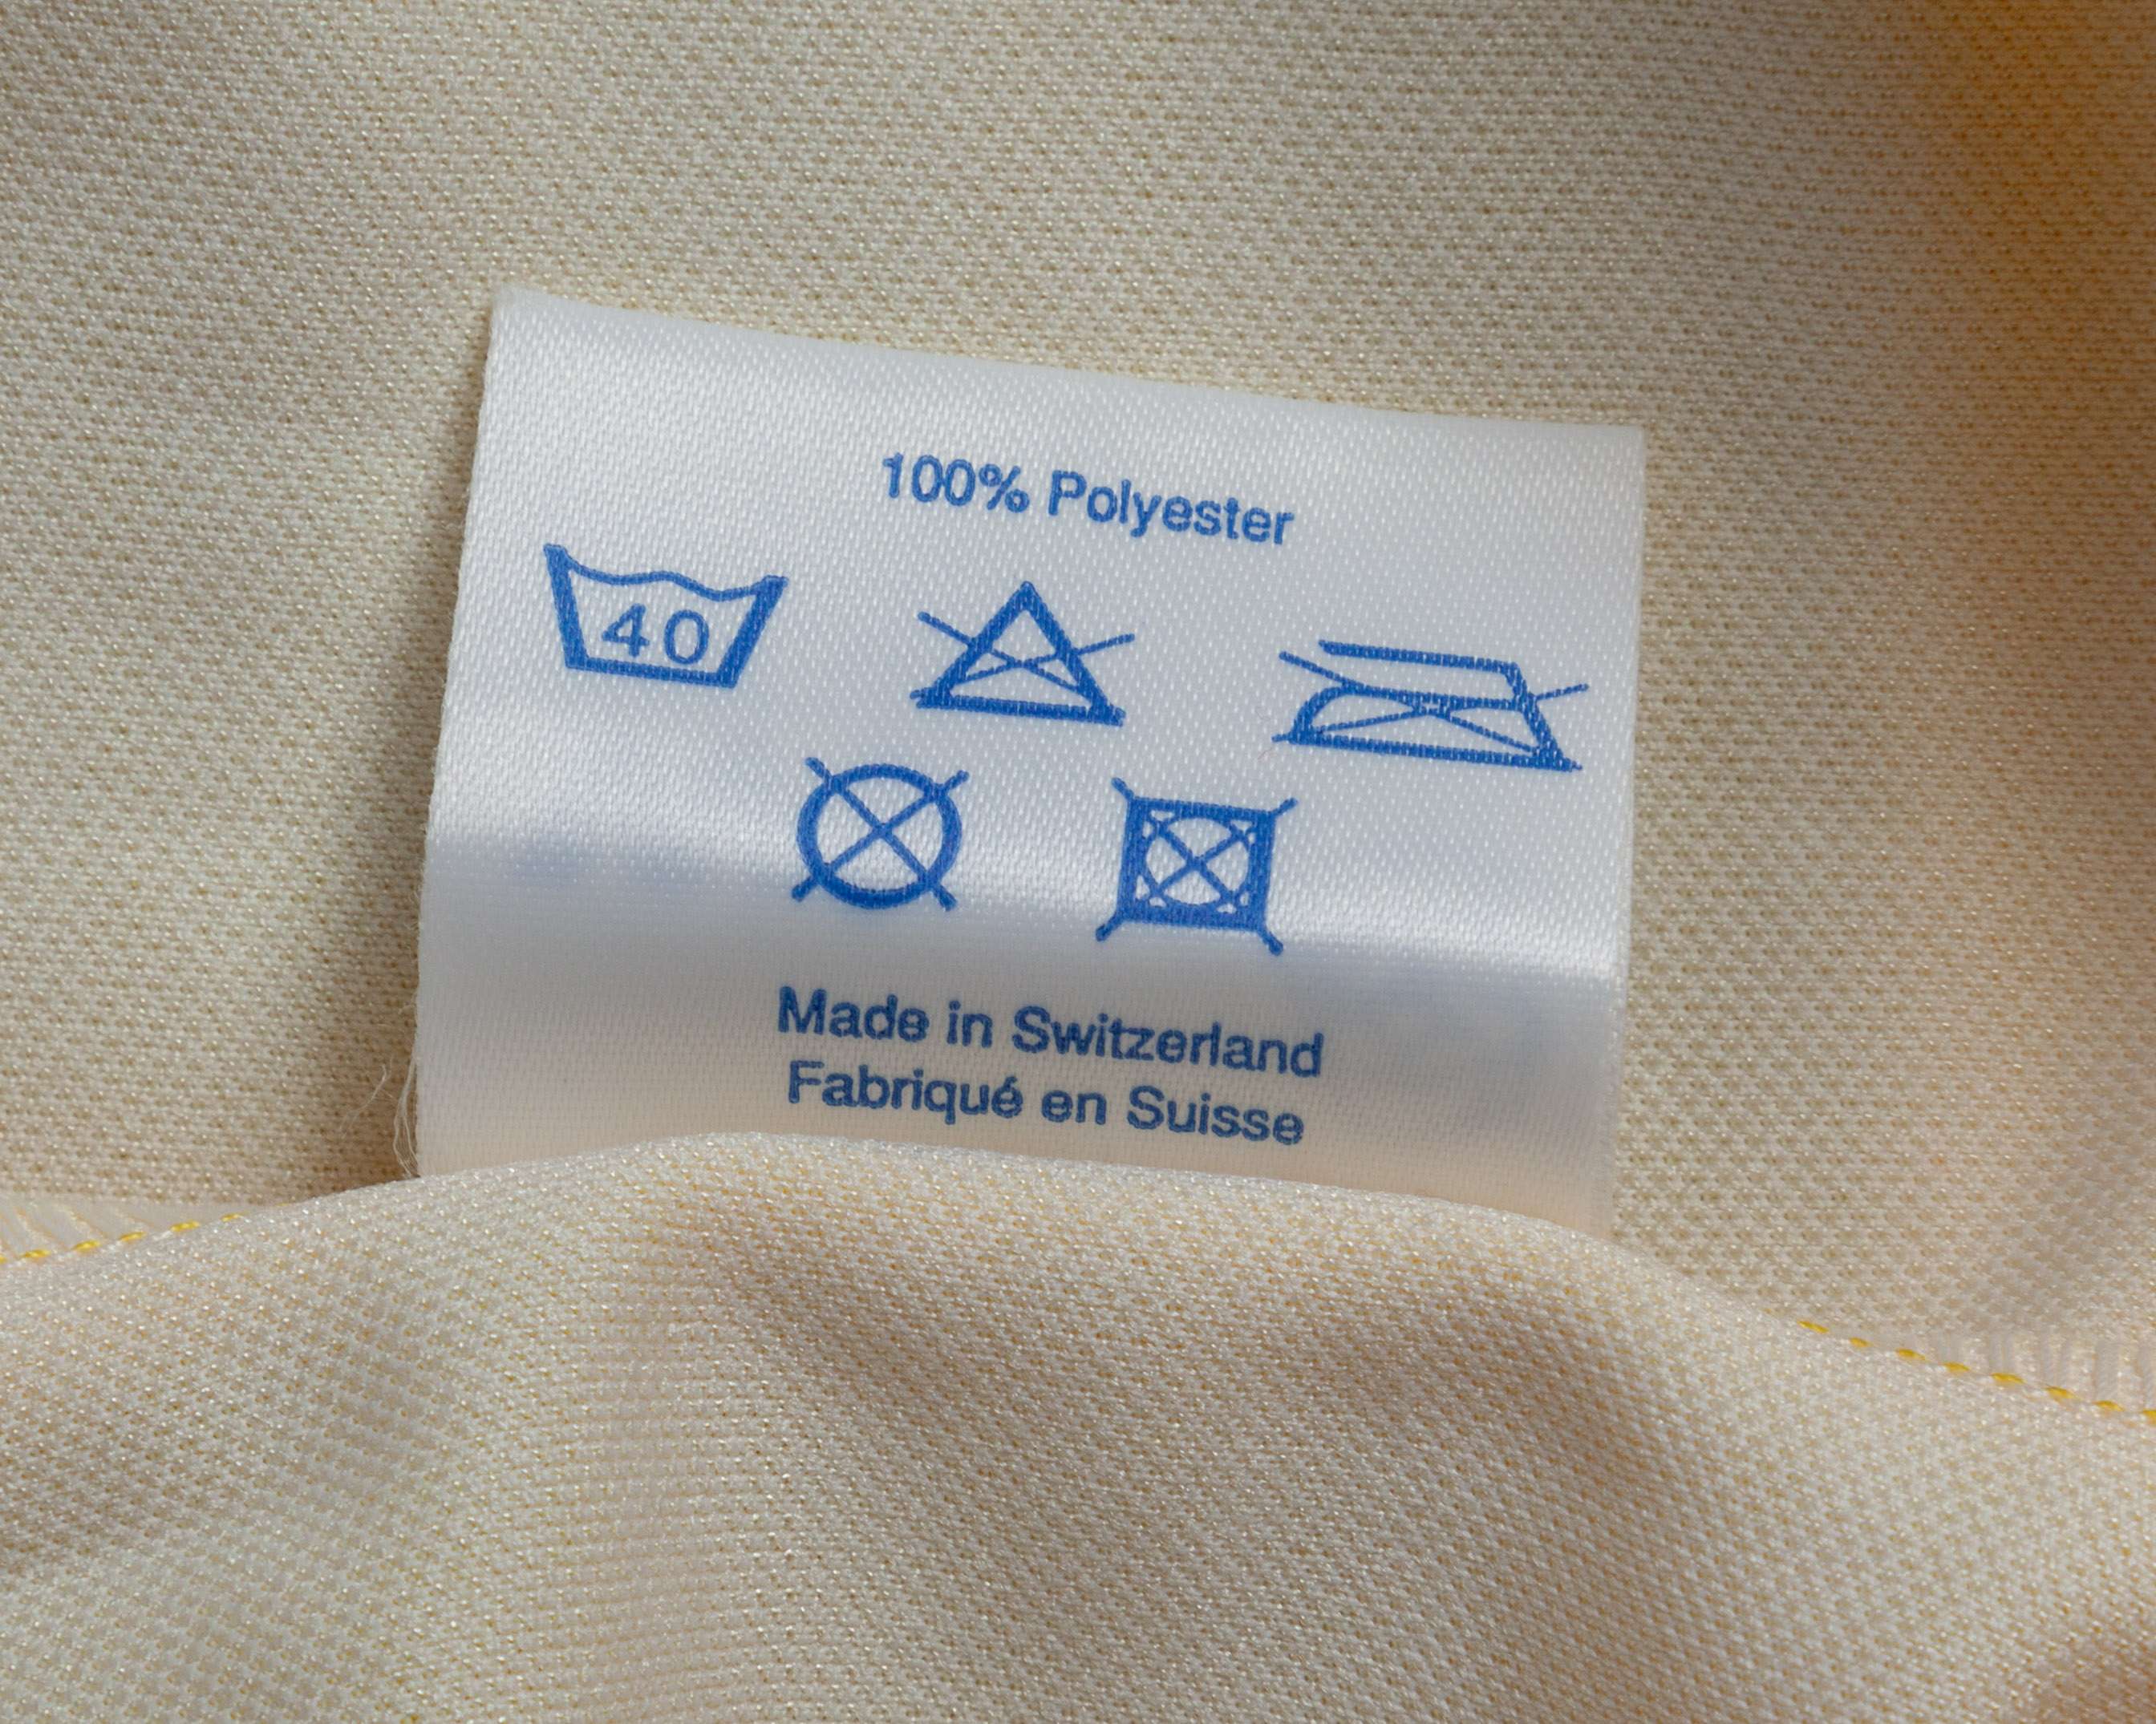 100% Polyester
40
Made in Switzerland
Fabriqué en Suisse